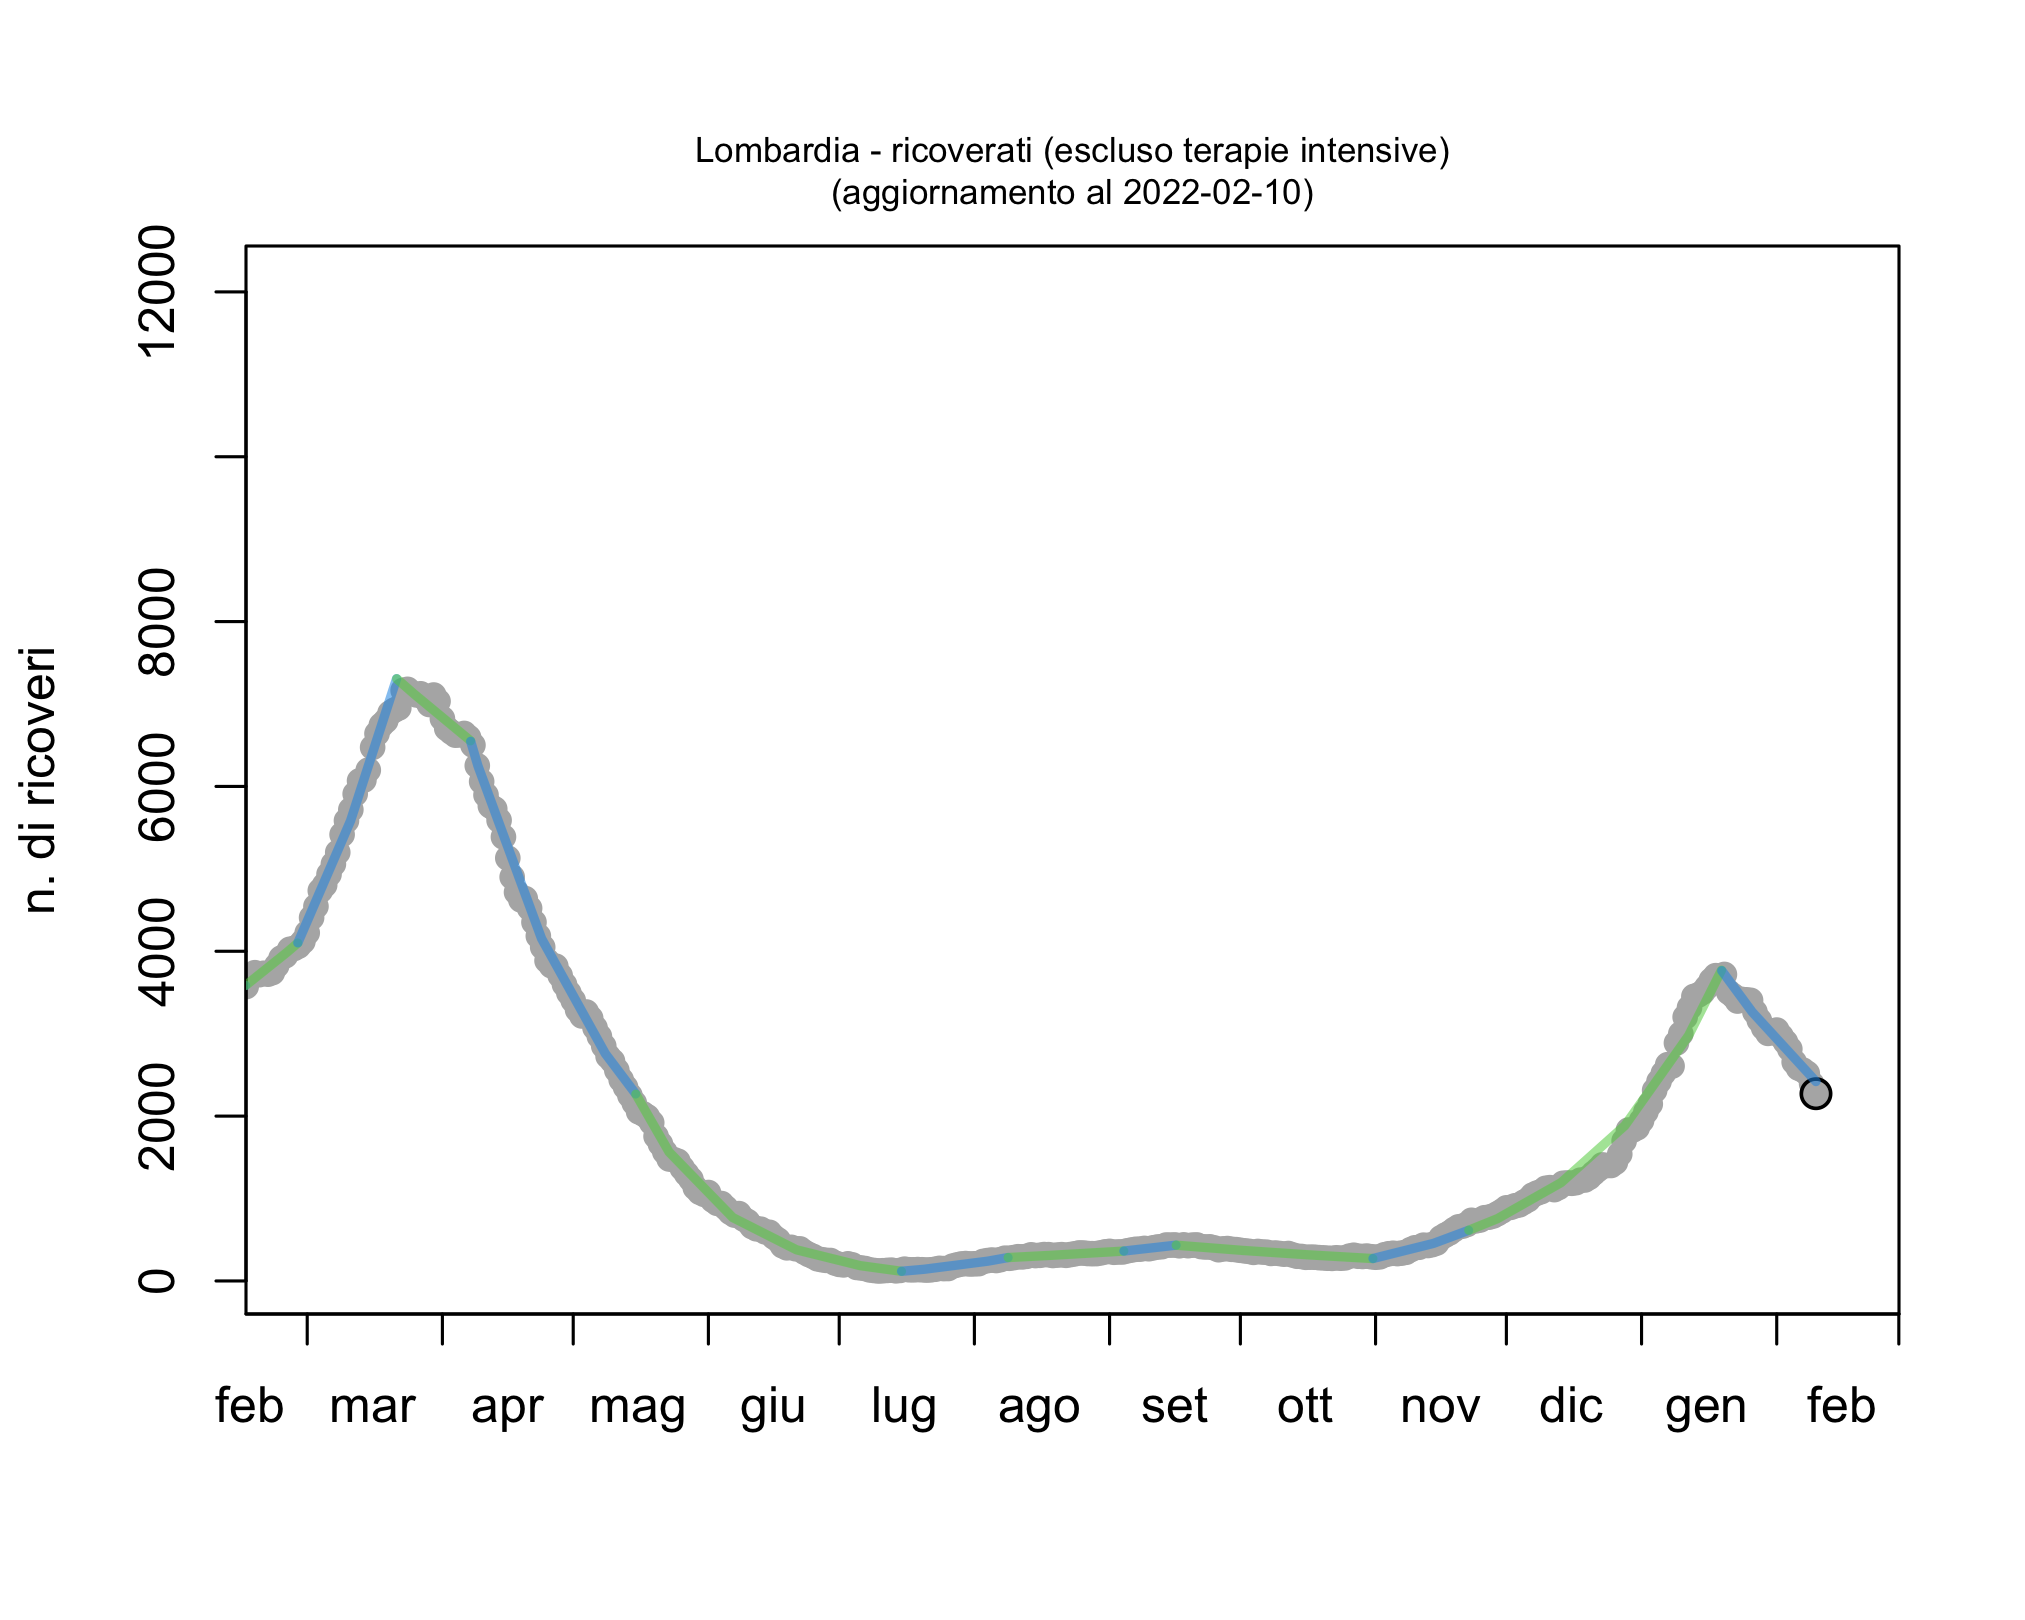 Lombardia - ricoverati (escluso terapie intensive)
(aggiornamento al 2022-02-10)
n. di ricoveri
12000
8000
6000
4000
2000
0
feb mar apr mag giu lug ago set ott nov dic gen feb